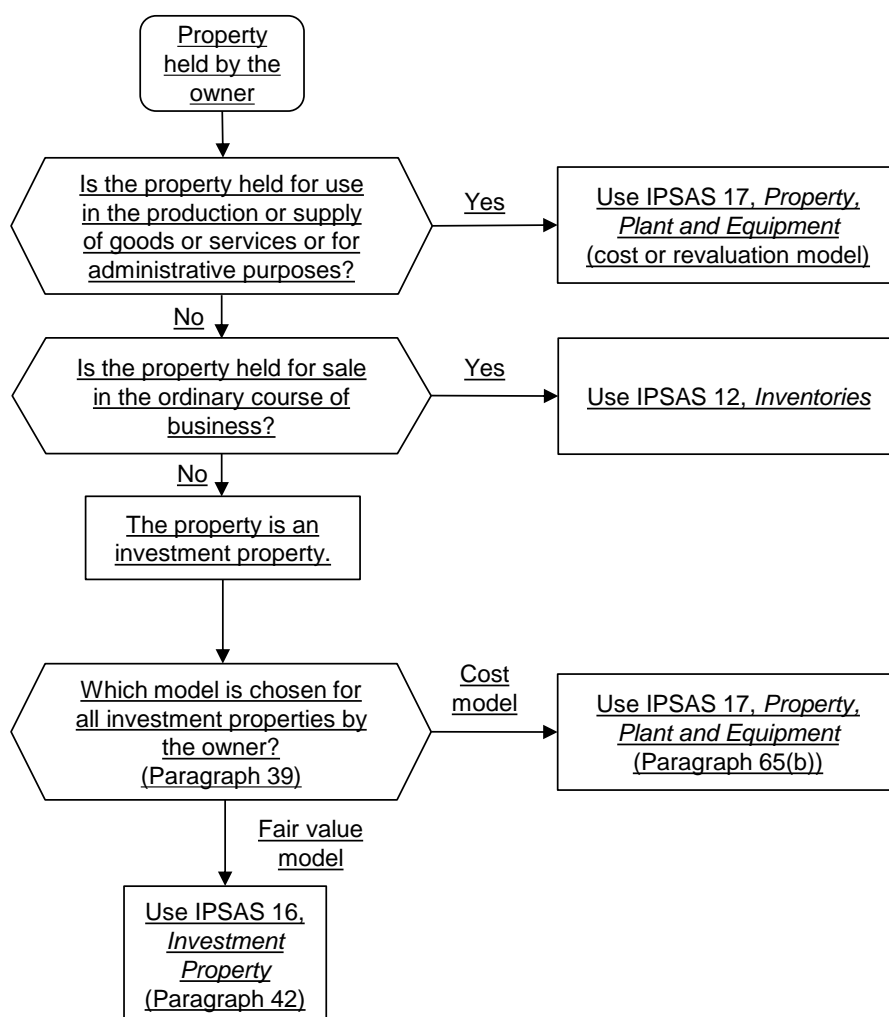 Property
held by the
owner
Is the property held for use
in the production or supply
of goods or services or for
administrative purposes?
Yes
Use IPSAS 17, Property,
Plant and Equipment
(cost or revaluation model)
No
Is the property held for sale
in the ordinary course of
business?
Yes
Use IPSAS 12, Inventories
No
The property is an
investment property.
Which model is chosen for
all investment properties by
the owner?
(Paragraph 39)
Cost
model
Use IPSAS 17, Property,
Plant and Equipment
(Paragraph 65(b))
Fair value
model
Use IPSAS 16,
Investment
Property
(Paragraph 42)